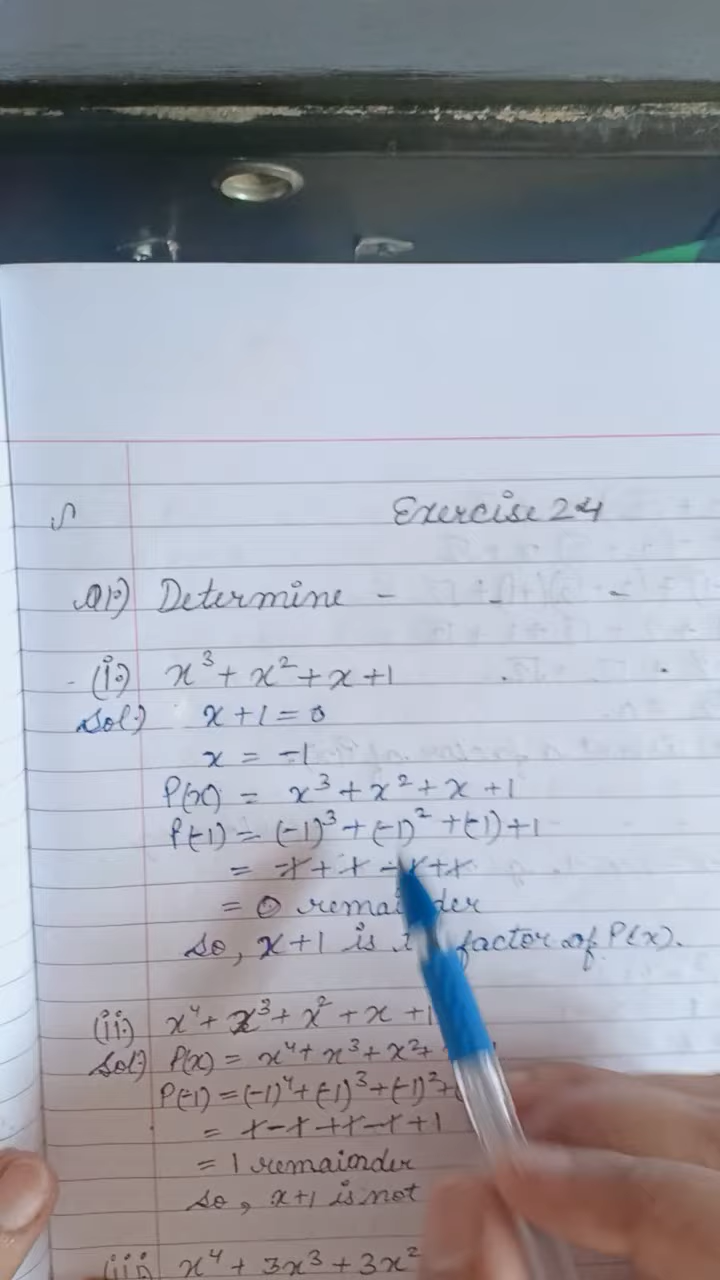 Exercise 2.4
Q1.) Determine - - -
(i) x³ + x² + x + 1
Sol.) x + 1 = 0
x = -1
P(x) = x³ + x² + x + 1
P(-1) = (-1)³ + (-1)² + (-1) + 1
= -1 + 1 - 1 + 1
= 0 remainder
So, x+1 is factor of P(x).
(ii) x⁴ + x³ + x² + x + 1
Sol.) P(x) = x⁴ + x³ + x² +
P(-1) = (-1)⁴ + (-1)³ + (-1)² +
= 1 - 1 + 1 - 1 + 1
= 1 remainder
So, x+1 is not
(iii) x⁴ + 3x³ + 3x²